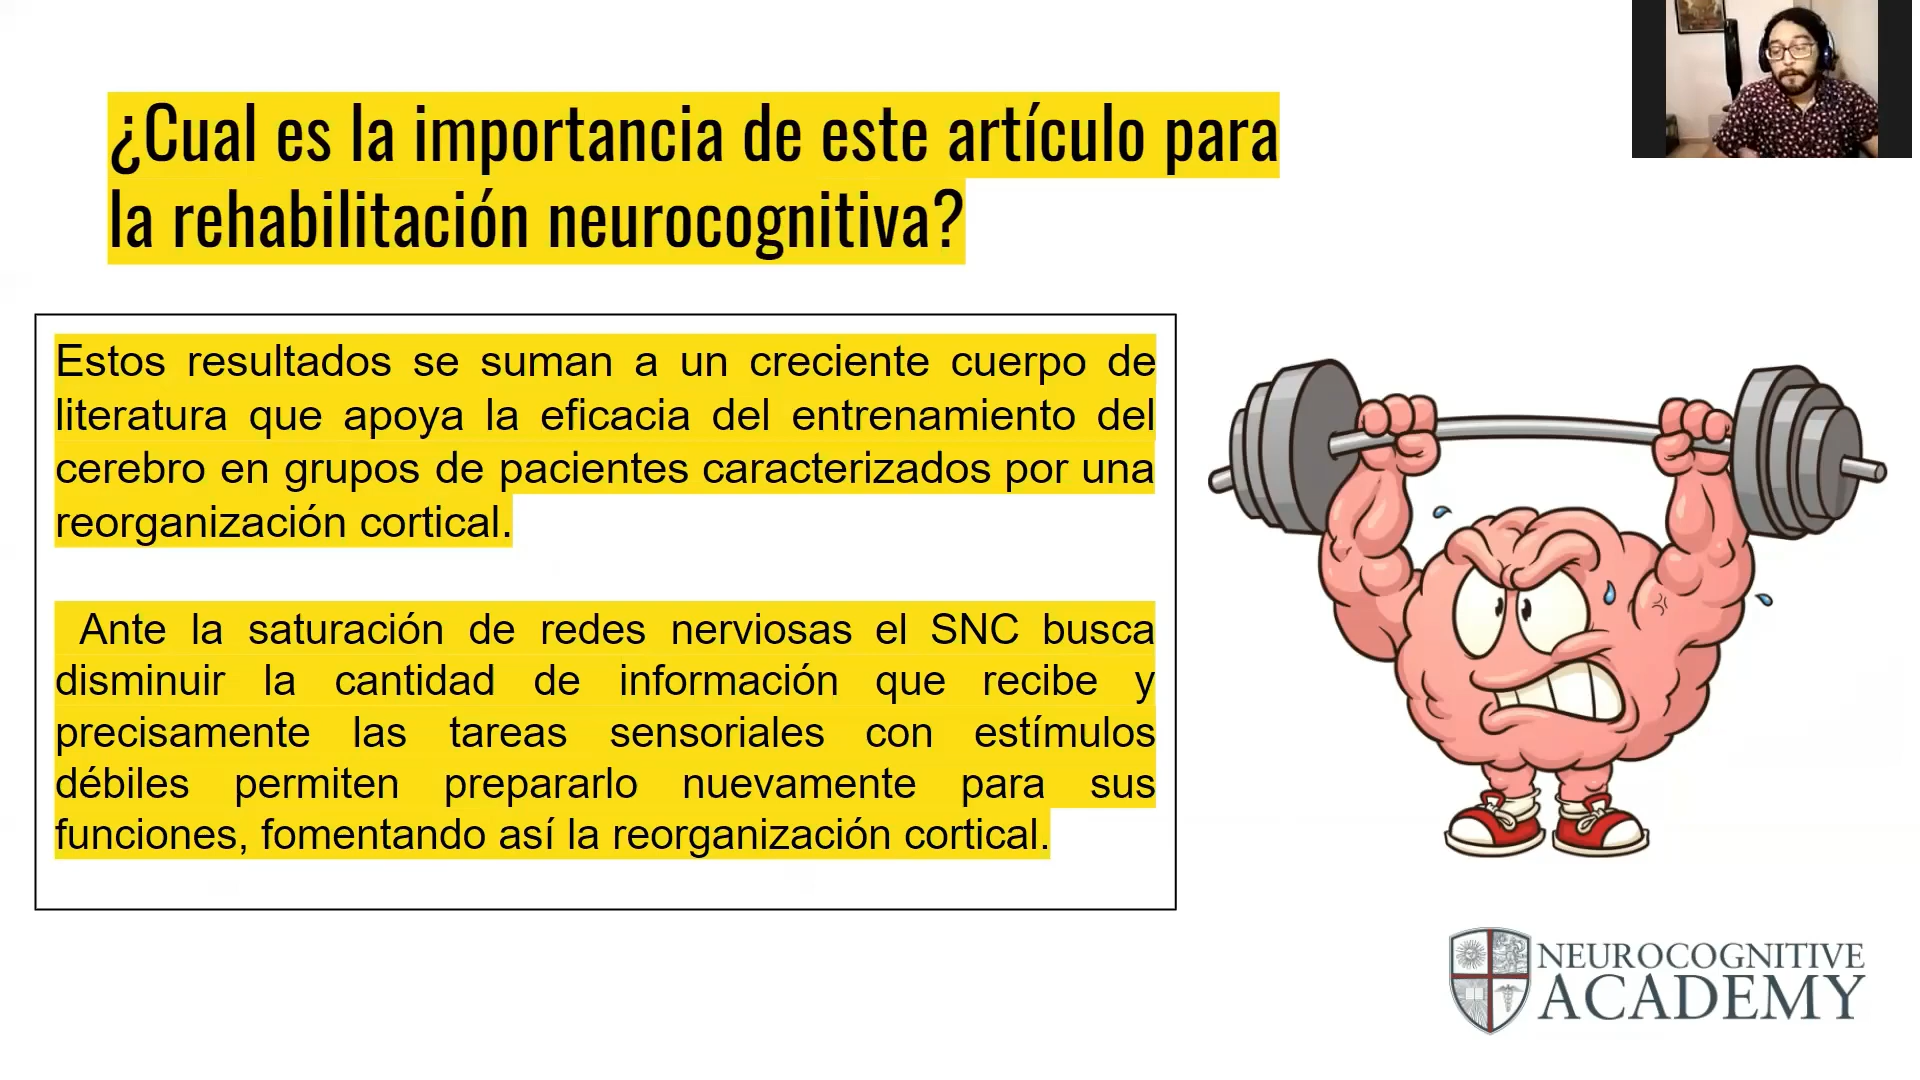 ¿Cual es la importancia de este artículo para
la rehabilitación neurocognitiva?
Estos resultados se suman a un creciente cuerpo de
literatura que apoya la eficacia del entrenamiento del
cerebro en grupos de pacientes caracterizados por una
reorganización cortical.
Ante la saturación de redes nerviosas el SNC busca
disminuir la cantidad de información que recibe y
precisamente las tareas sensoriales con estímulos
débiles permiten prepararlo nuevamente para sus
funciones, fomentando así la reorganización cortical.
NEUROCOGNITIVE
ACADEMY